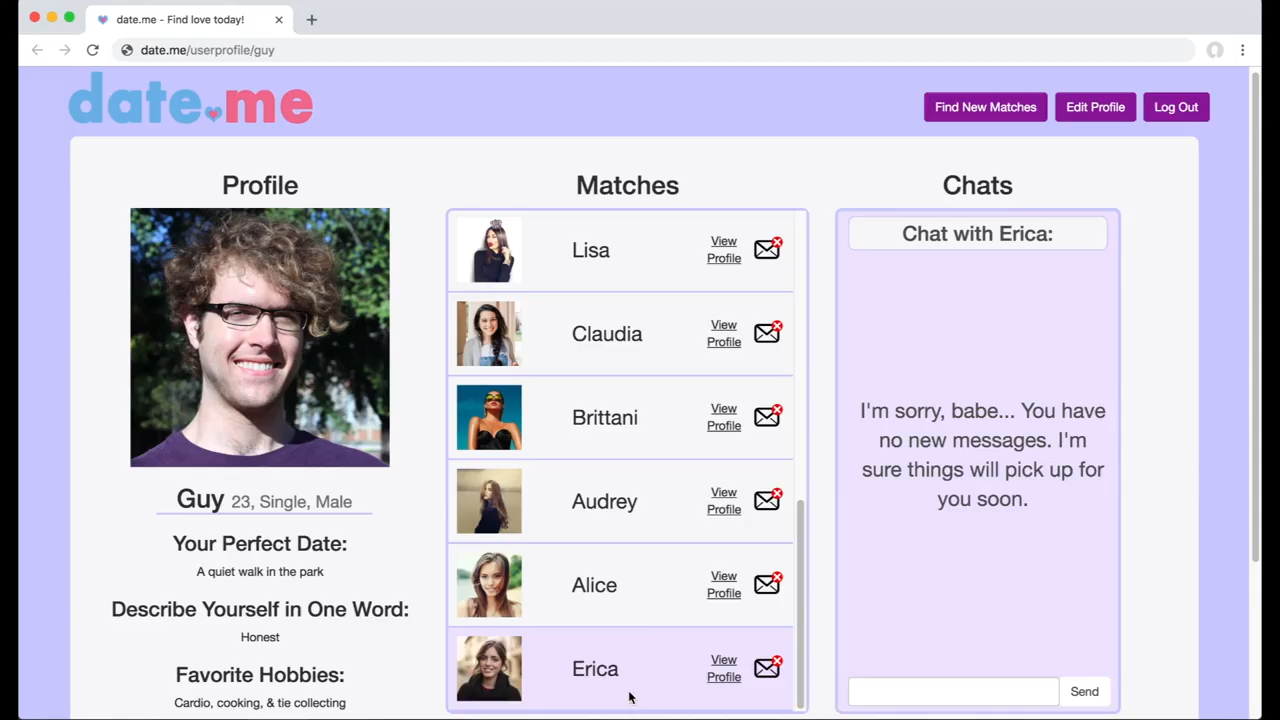 date.me - Find love today!
date.me/userprofile/guy
date.me
Find New Matches
Edit Profile
Log Out
Profile
Guy 23, Single, Male
Your Perfect Date:
A quiet walk in the park
Describe Yourself in One Word:
Honest
Favorite Hobbies:
Cardio, cooking, & tie collecting
Matches
Lisa
View
Profile
Claudia
View
Profile
Brittani
View
Profile
Audrey
View
Profile
Alice
View
Profile
Erica
View
Profile
Chats
Chat with Erica:
I'm sorry, babe... You have
no new messages. I'm
sure things will pick up for
you soon.
Send